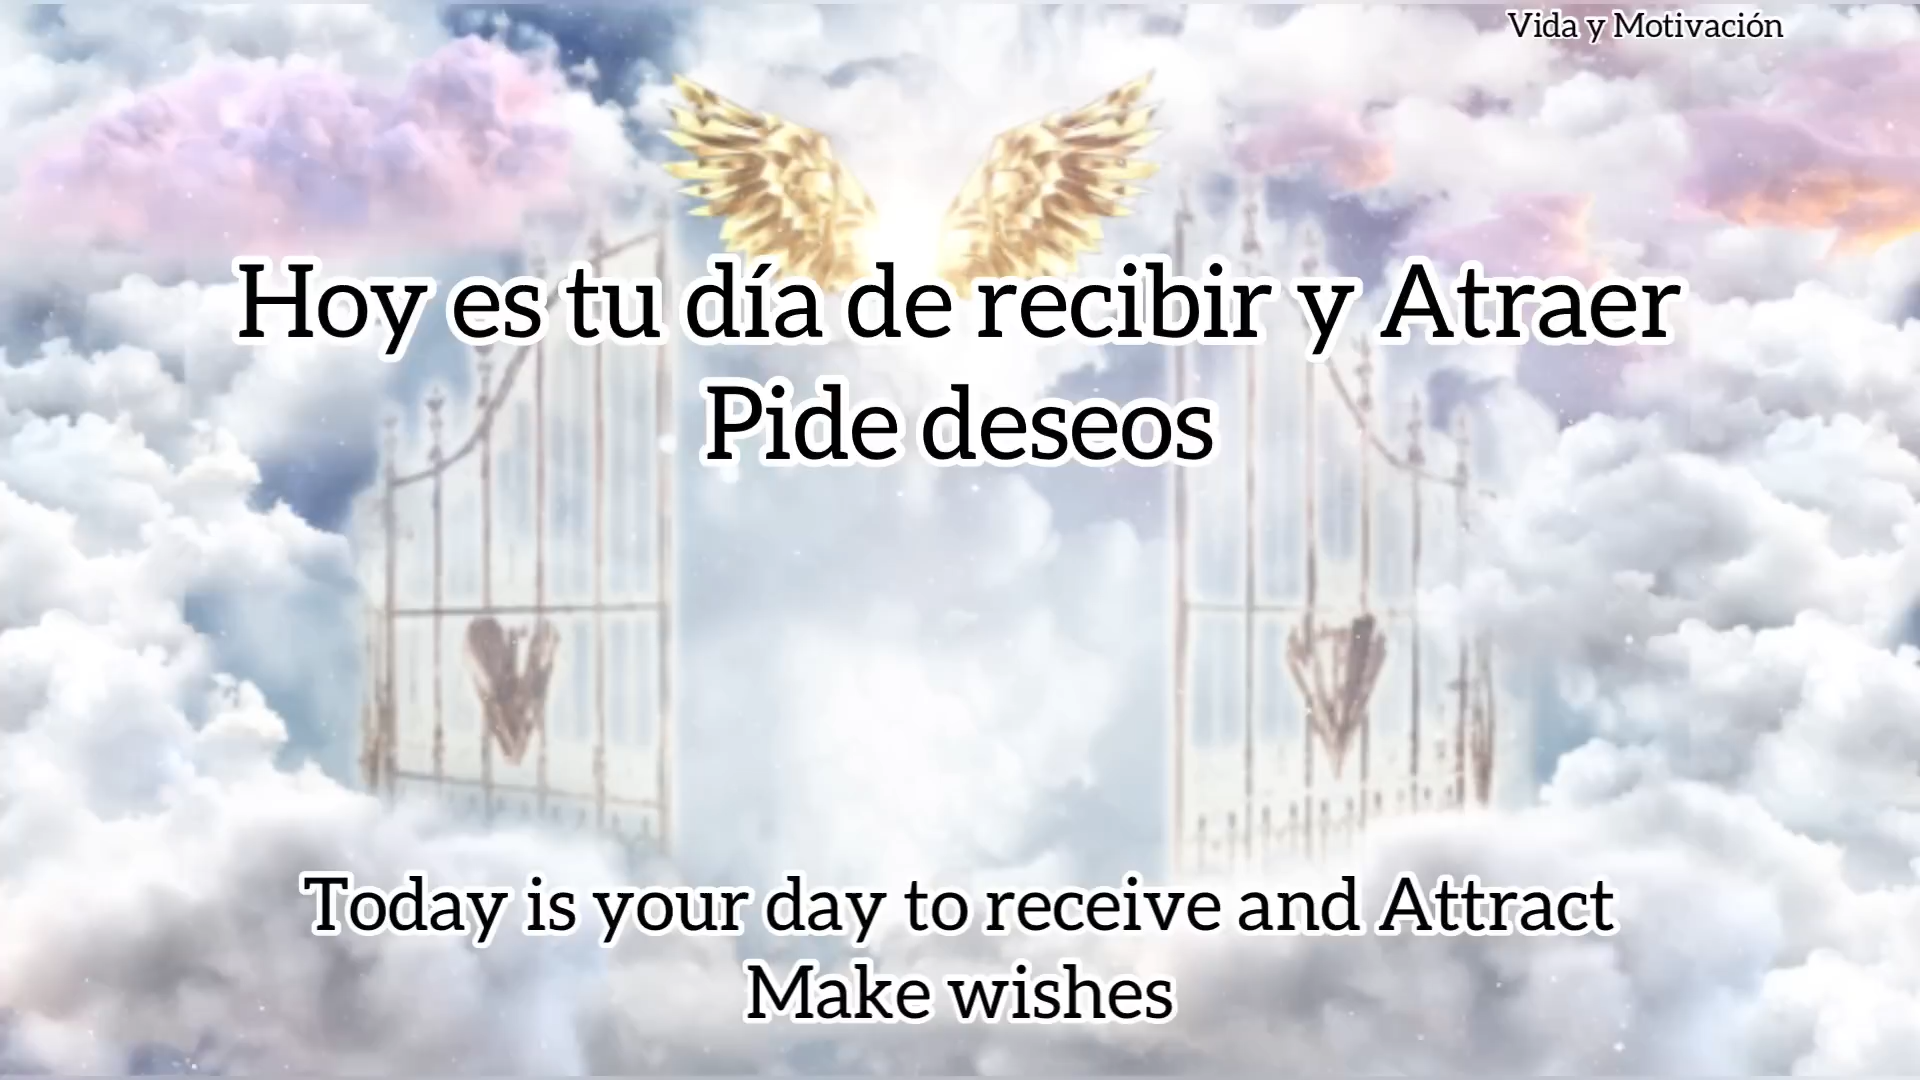 Vida y Motivación
Hoy es tu día de recibir y Atraer
Pide deseos
Today is your day to receive and Attract
Make wishes